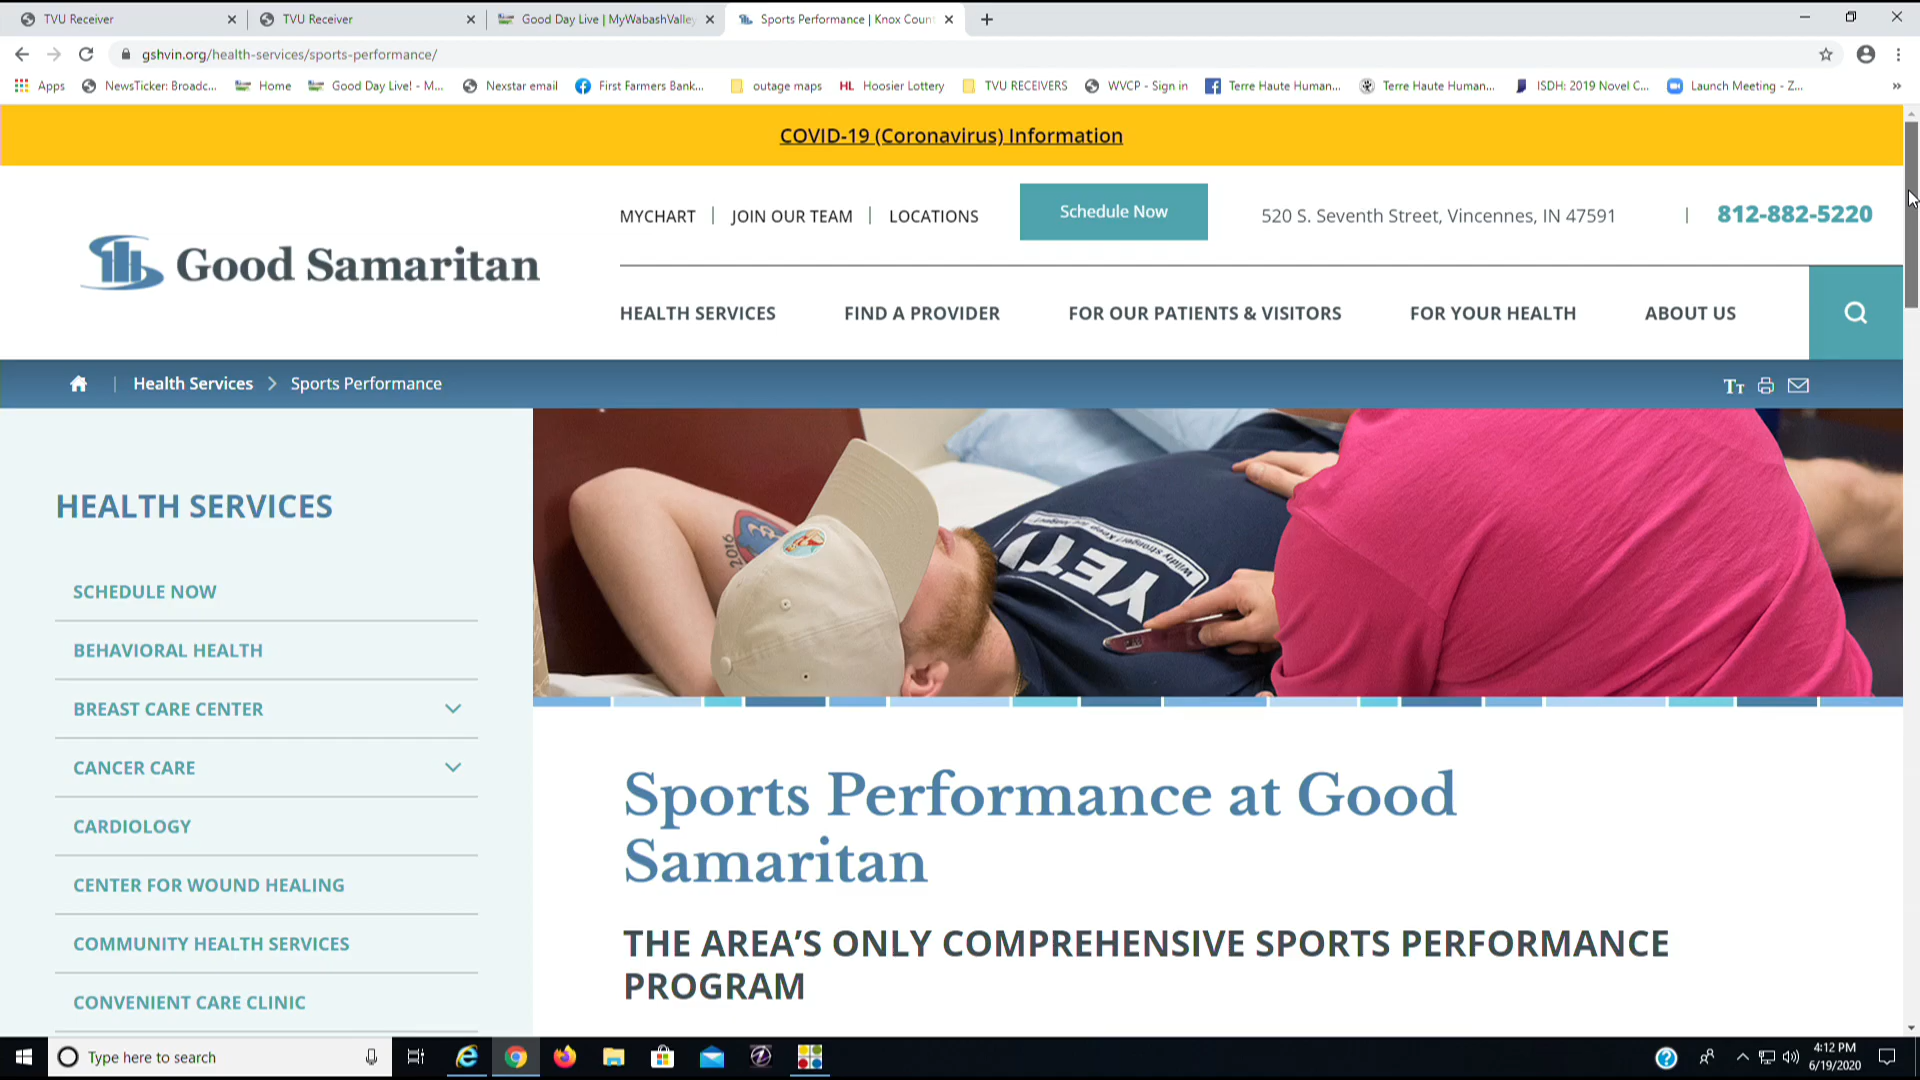 TVU Receiver
TVU Receiver
Good Day Live | MyWabashValley
Sports Performance | Knox Coun
gshvin.org/health-services/sports-performance/
Apps
NewsTicker: Broadc...
Home
Good Day Live! - M...
Nexstar email
First Farmers Bank...
outage maps
HL Hoosier Lottery
TVU RECEIVERS
WVCP - Sign in
Terre Haute Human...
Terre Haute Human...
ISDH: 2019 Novel C...
Launch Meeting - Z...
COVID-19 (Coronavirus) Information
MYCHART | JOIN OUR TEAM | LOCATIONS
Schedule Now
520 S. Seventh Street, Vincennes, IN 47591 | 812-882-5220
Good Samaritan
HEALTH SERVICES
FIND A PROVIDER
FOR OUR PATIENTS & VISITORS
FOR YOUR HEALTH
ABOUT US
Health Services > Sports Performance
TT
HEALTH SERVICES
SCHEDULE NOW
BEHAVIORAL HEALTH
BREAST CARE CENTER
CANCER CARE
CARDIOLOGY
CENTER FOR WOUND HEALING
COMMUNITY HEALTH SERVICES
CONVENIENT CARE CLINIC
2016
YETI
Wildly Stronger! Keep
Sports Performance at Good
Samaritan
THE AREA'S ONLY COMPREHENSIVE SPORTS PERFORMANCE
PROGRAM
Type here to search
4:12 PM
6/19/2020